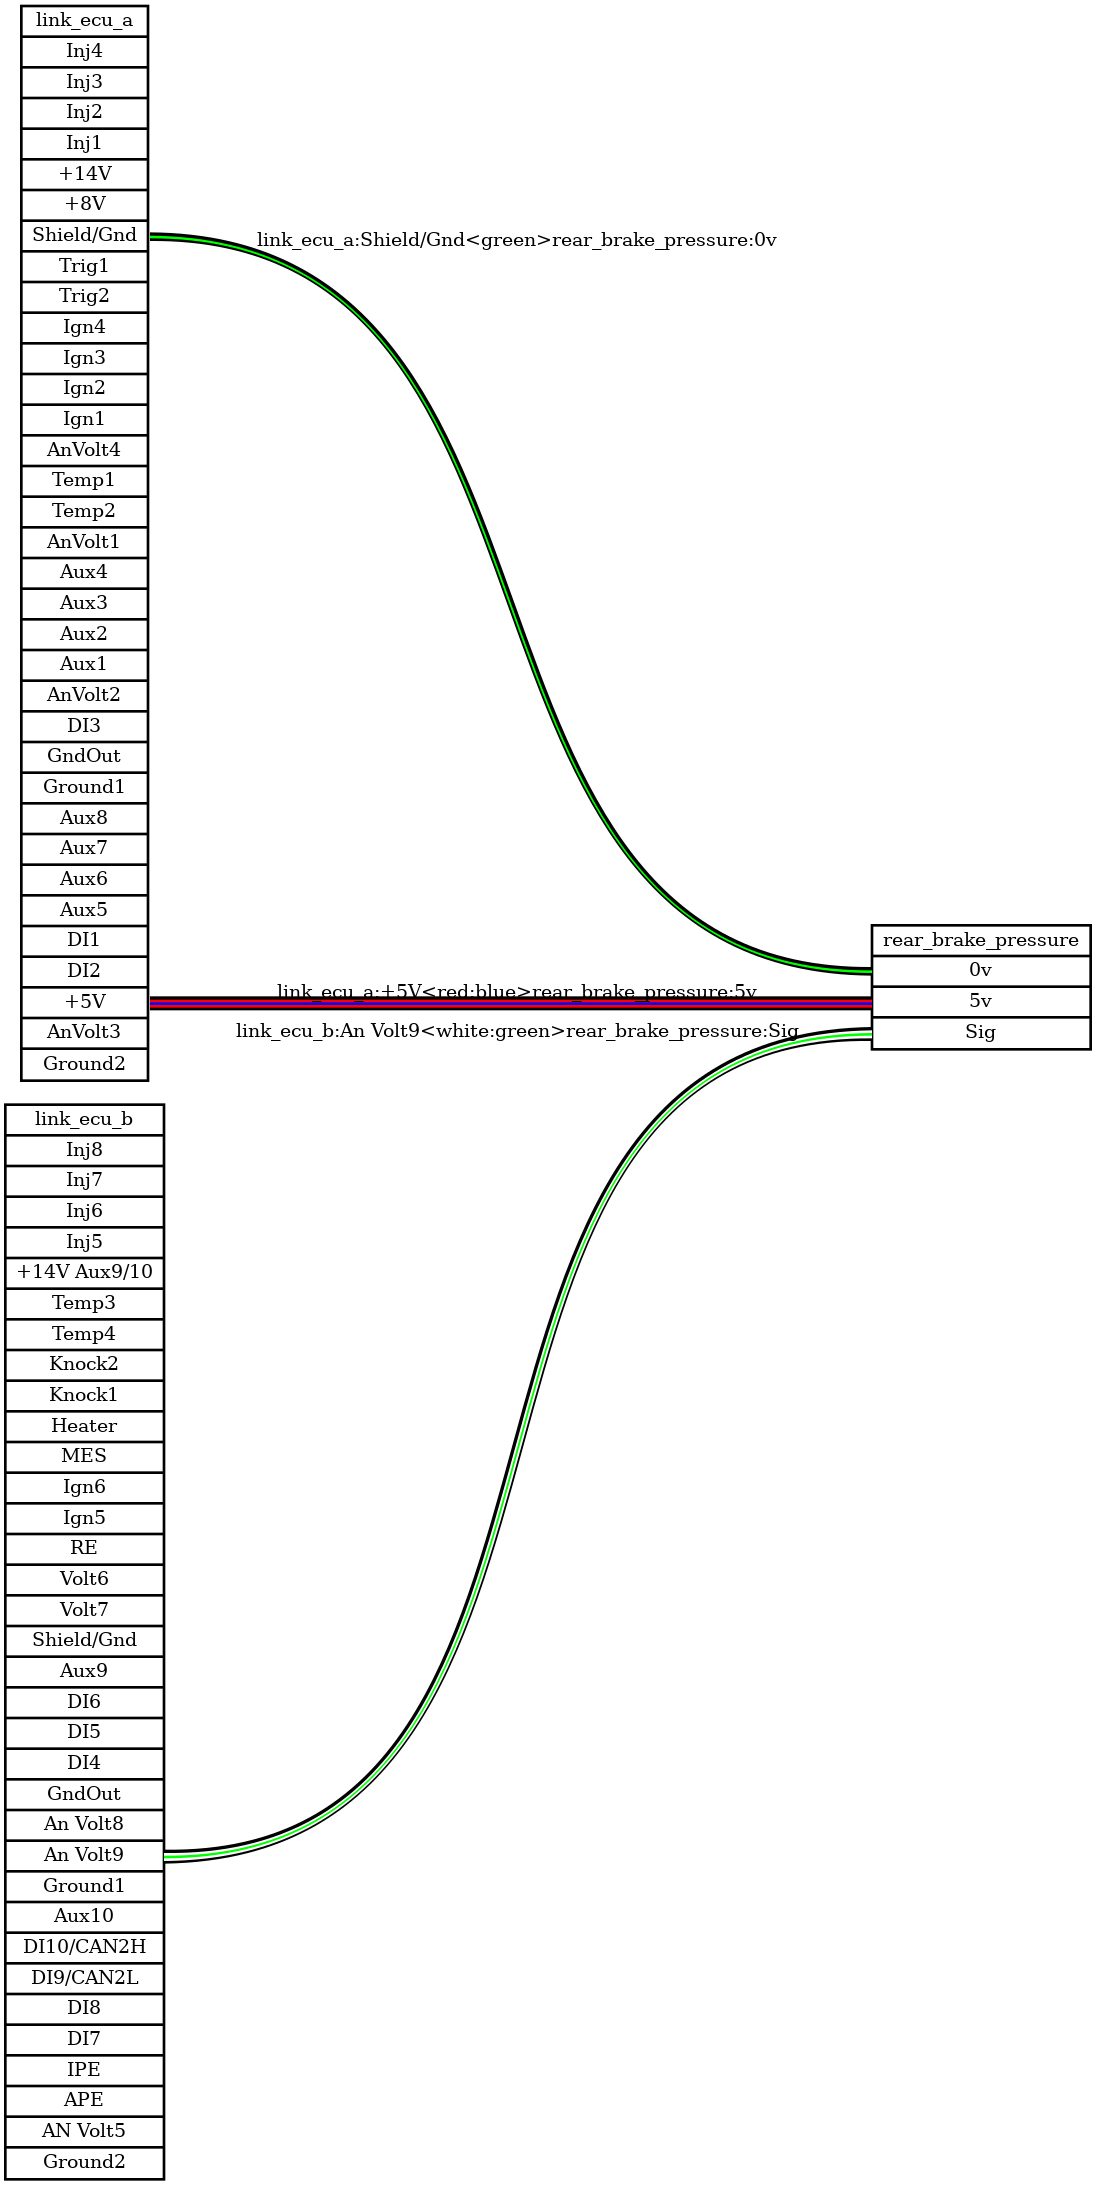 link_ecu_a
Inj4
Inj3
Inj2
Inj1
+14V
+8V
Shield/Gnd
Trig1
Trig2
Ign4
Ign3
Ign2
Ign1
AnVolt4
Temp1
Temp2
AnVolt1
Aux4
Aux3
Aux2
Aux1
AnVolt2
DI3
GndOut
Ground1
Aux8
Aux7
Aux6
Aux5
DI1
DI2
+5V
AnVolt3
Ground2
link_ecu_a:Shield/Gnd<green>rear_brake_pressure:0v
link_ecu_a:+5V<red:blue>rear_brake_pressure:5v
link_ecu_b:An Volt9<white:green>rear_brake_pressure:Sig
rear_brake_pressure
0v
5v
Sig
link_ecu_b
Inj8
Inj7
Inj6
Inj5
+14V Aux9/10
Temp3
Temp4
Knock2
Knock1
Heater
MES
Ign6
Ign5
RE
Volt6
Volt7
Shield/Gnd
Aux9
DI6
DI5
DI4
GndOut
An Volt8
An Volt9
Ground1
Aux10
DI10/CAN2H
DI9/CAN2L
DI8
DI7
IPE
APE
AN Volt5
Ground2